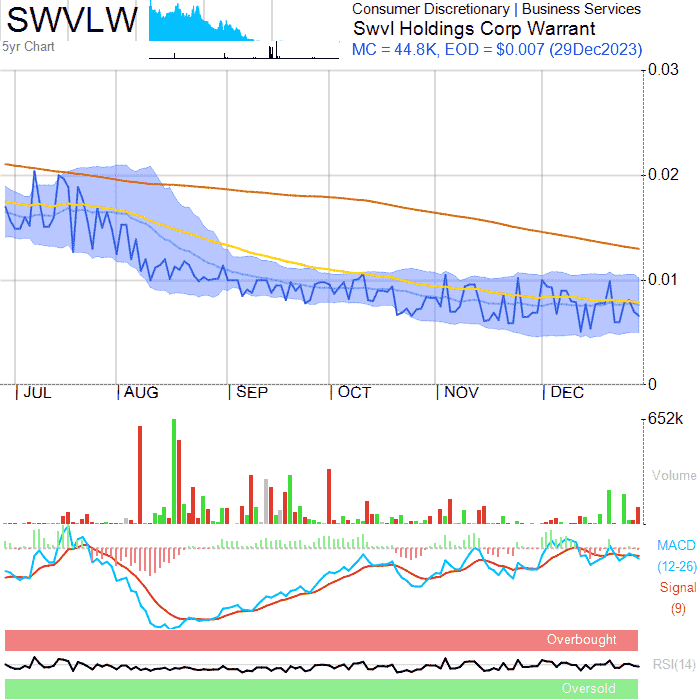 SWVLW
5yr Chart
Consumer Discretionary | Business Services
Swvl Holdings Corp Warrant
MC = 44.8K, EOD = $0.007 (29Dec2023)
0.03
0.02
0.01
0
JUL AUG SEP OCT NOV DEC
652k
Volume
MACD
(12-26)
Signal
(9)
Overbought
RSI(14)
Oversold